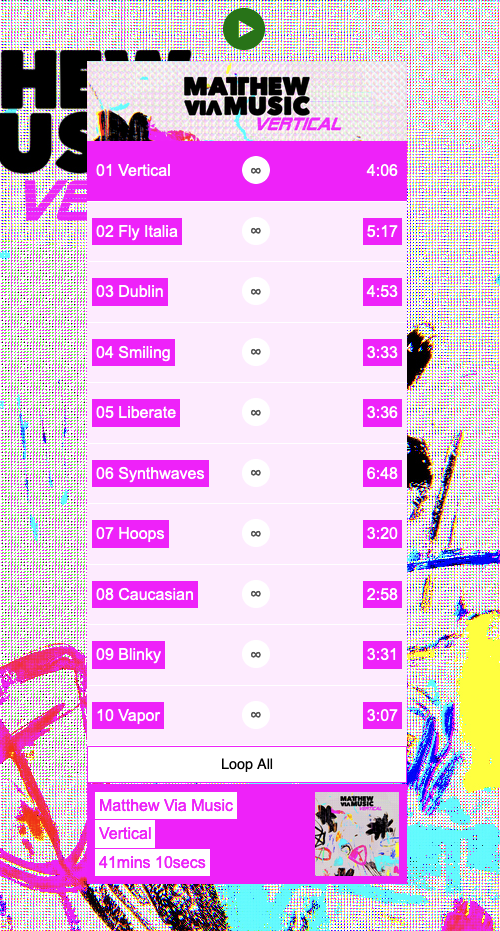 HEW
US
VE
MATTHEW
VIA MUSIC
VERTICAL
01 Vertical ∞ 4:06
02 Fly Italia ∞ 5:17
03 Dublin ∞ 4:53
04 Smiling ∞ 3:33
05 Liberate ∞ 3:36
06 Synthwaves ∞ 6:48
07 Hoops ∞ 3:20
08 Caucasian ∞ 2:58
09 Blinky ∞ 3:31
10 Vapor ∞ 3:07
Loop All
Matthew Via Music
Vertical
41mins 10secs
MATTHEW
VIA MUSIC
VERTICAL